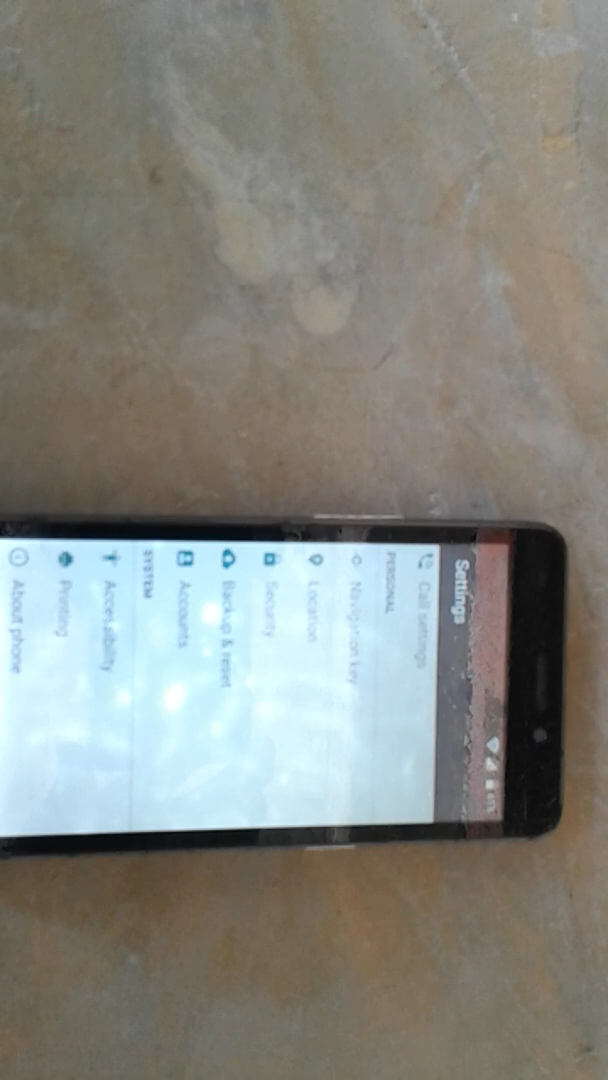 Settings
Call settings
PERSONAL
Navigation key
Location
Security
Backup & reset
Accounts
SYSTEM
Accessibility
Printing
About phone